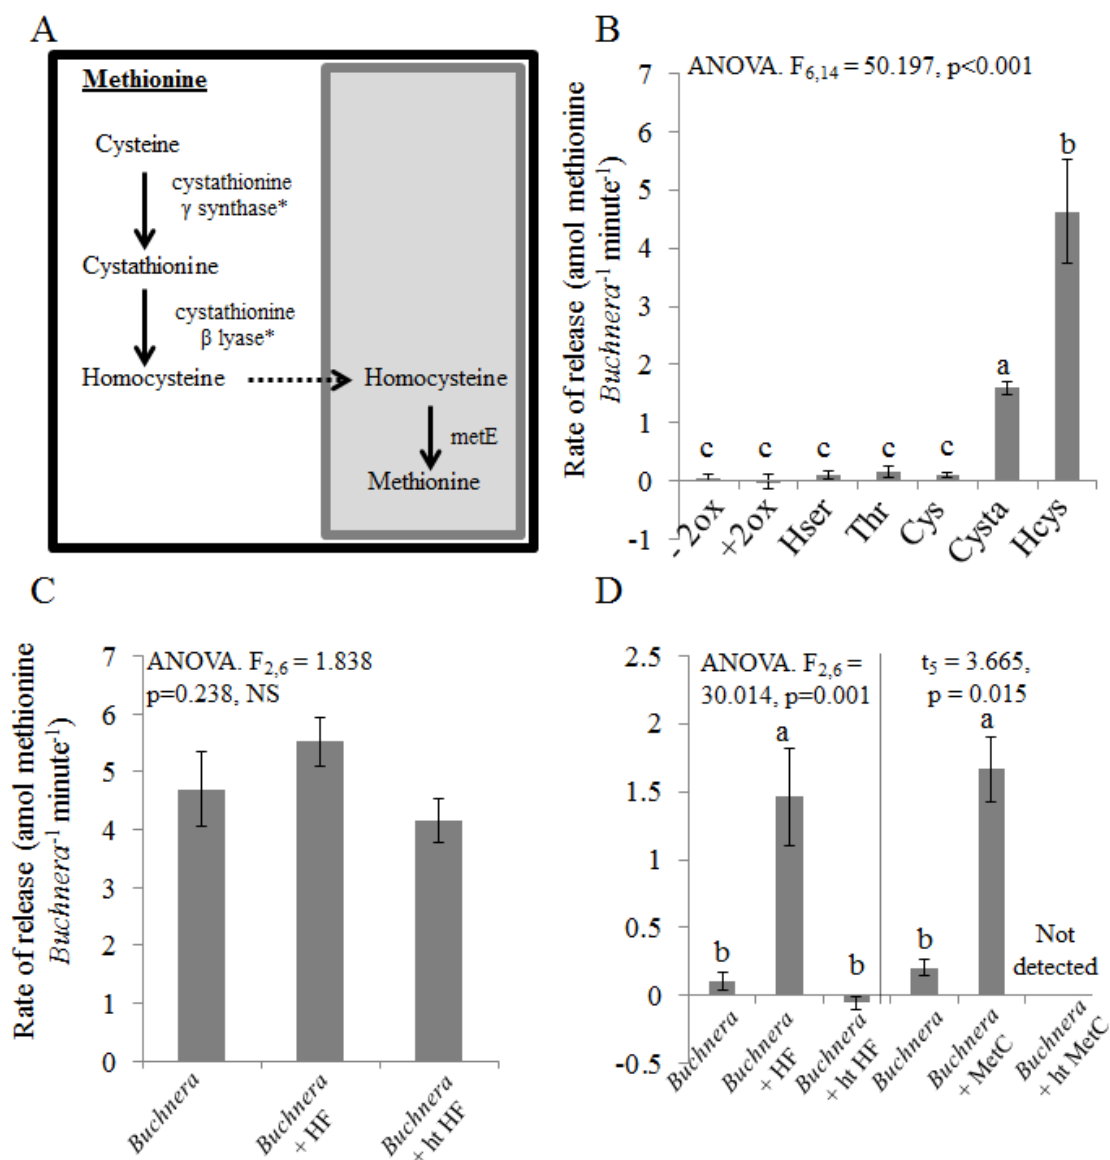 A
Methionine
Cysteine
cystathionine
γ synthase*
Cystathionine
cystathionine
β lyase*
Homocysteine
Homocysteine
metE
Methionine
B
ANOVA. F6,14 = 50.197, p<0.001
Rate of release (amol methionine
Buchnera-1 minute-1)
7
6
5
4
3
2
1
0
-1
c
c
c
c
c
a
b
- 2ox
+2ox
Hser
Thr
Cys
Cysta
Hcys
C
ANOVA. F2,6 = 1.838
p=0.238, NS
Rate of release (amol methionine
Buchnera-1 minute-1)
7
6
5
4
3
2
1
0
Buchnera
Buchnera
+ HF
Buchnera
+ ht HF
D
ANOVA. F2,6 =
30.014, p=0.001
t5 = 3.665,
p = 0.015
2.5
2
1.5
1
0.5
0
-0.5
b
a
b
b
a
Not
detected
Buchnera
Buchnera
+ HF
Buchnera
+ ht HF
Buchnera
Buchnera
+ MetC
Buchnera
+ ht MetC